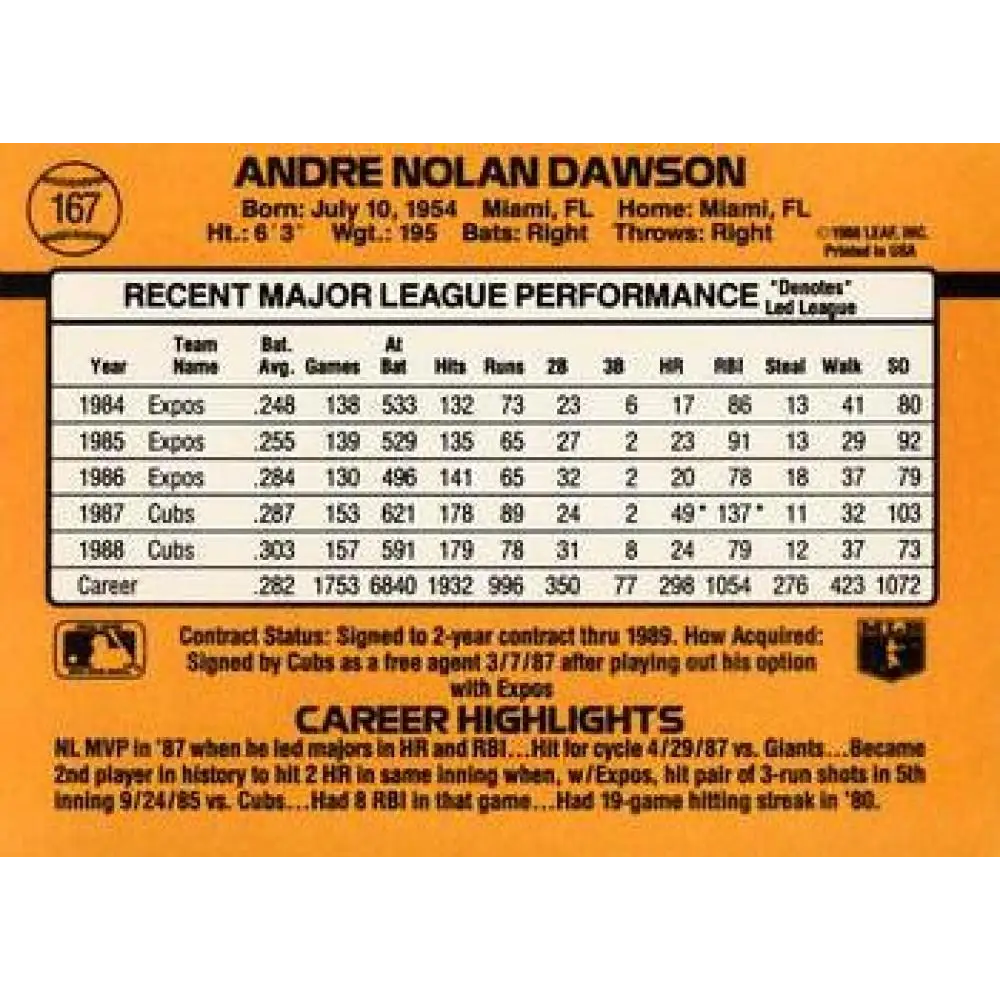 167
ANDRE NOLAN DAWSON
Born: July 10, 1954 Miami, FL Home: Miami, FL
Ht.: 6'3" Wgt.: 195 Bats: Right Throws: Right
LEAF, INC.
Printed in USA
RECENT MAJOR LEAGUE PERFORMANCE "Denotes" Led League
Year Team Name Bat. Avg. Games At Bat Hits Runs 2B 3B HR RBI Steal Walk SO
1984 Expos .248 138 533 132 73 23 6 17 86 13 41 80
1985 Expos .255 139 529 135 65 27 2 23 91 13 29 92
1986 Expos .284 130 496 141 65 32 2 20 78 18 37 79
1987 Cubs .287 153 621 178 89 24 2 49* 137* 11 32 103
1988 Cubs .303 157 591 179 78 31 8 24 79 12 37 73
Career .282 1753 6840 1932 996 350 77 298 1054 276 423 1072
Contract Status: Signed to 2-year contract thru 1989. How Acquired:
Signed by Cubs as a free agent 3/7/87 after playing out his option
with Expos
CAREER HIGHLIGHTS
NL MVP in '87 when he led majors in HR and RBI...Hit for cycle 4/29/87 vs. Giants...Became
2nd player in history to hit 2 HR in same inning when, w/Expos, hit pair of 3-run shots in 5th
inning 9/24/85 vs. Cubs...Had 8 RBI in that game...Had 19-game hitting streak in '80.